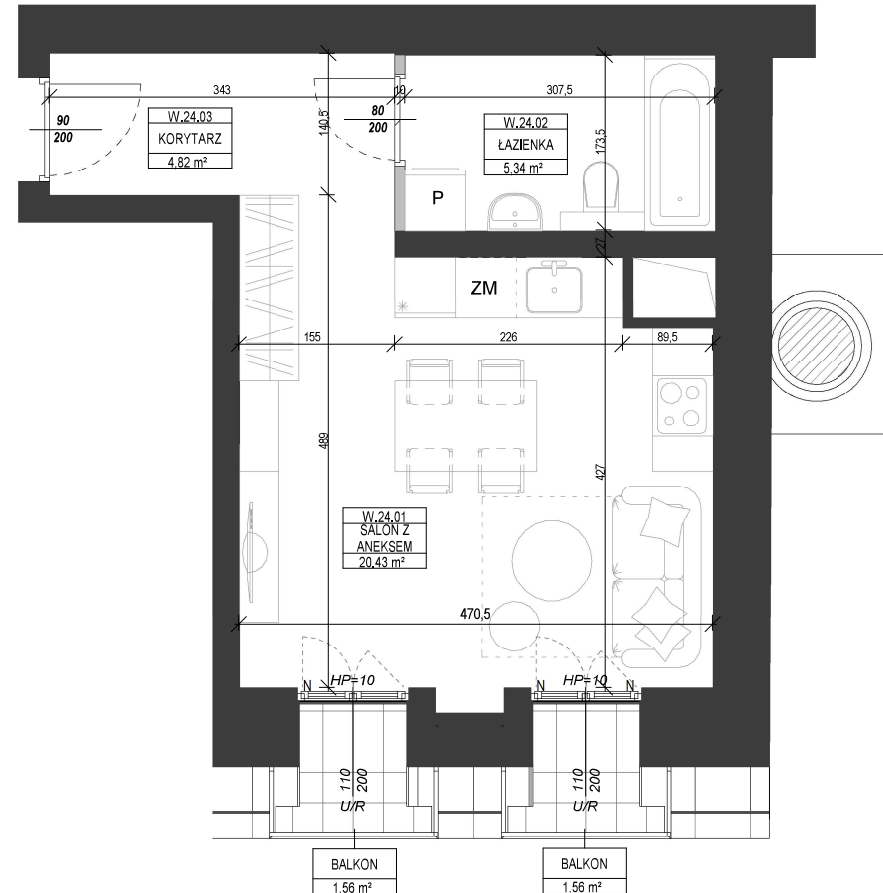 343
10
307,5
90
200
W.24.03
KORYTARZ
4,82 m²
140,5
80
200
W.24.02
ŁAZIENKA
5,34 m²
173,5
P
27
ZM
155
226
89,5
489
427
W.24.01
SALON Z
ANEKSEM
20,43 m²
470,5
HP=10
HP=10
N
N
N
110
200
U/R
110
200
U/R
BALKON
1,56 m²
BALKON
1,56 m²